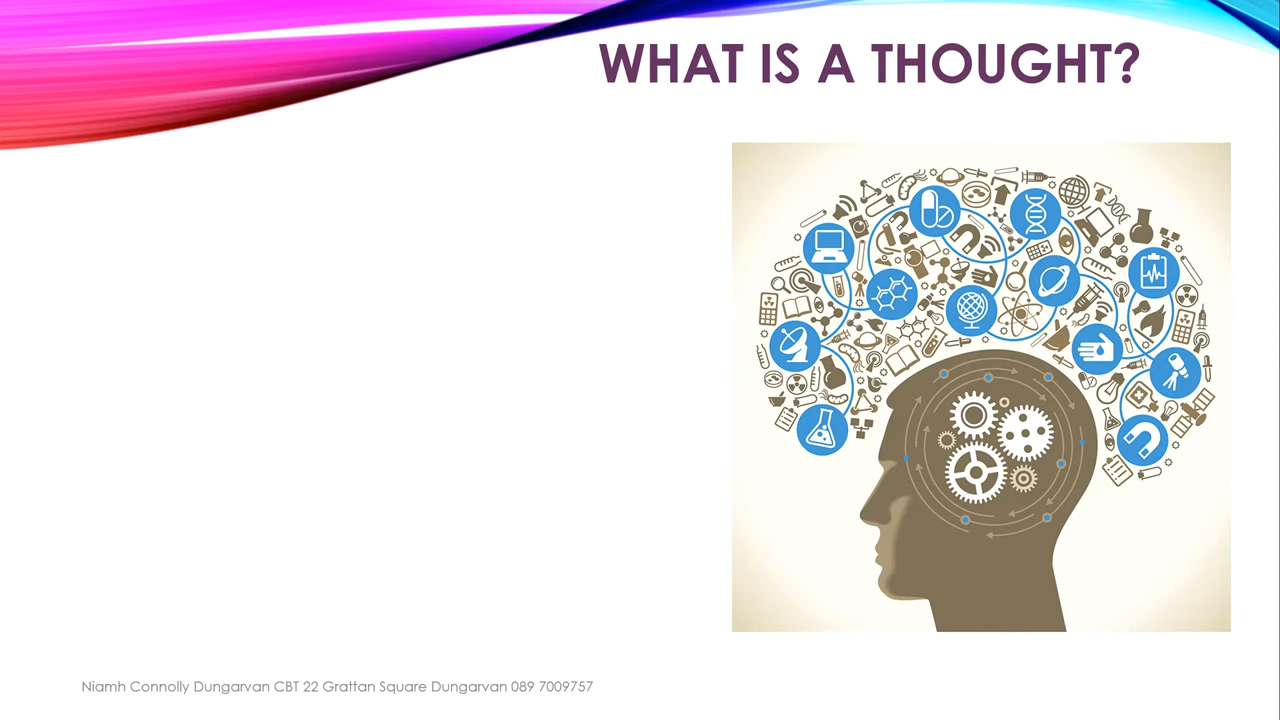 WHAT IS A THOUGHT?
Niamh Connolly Dungarvan CBT 22 Grattan Square Dungarvan 089 7009757